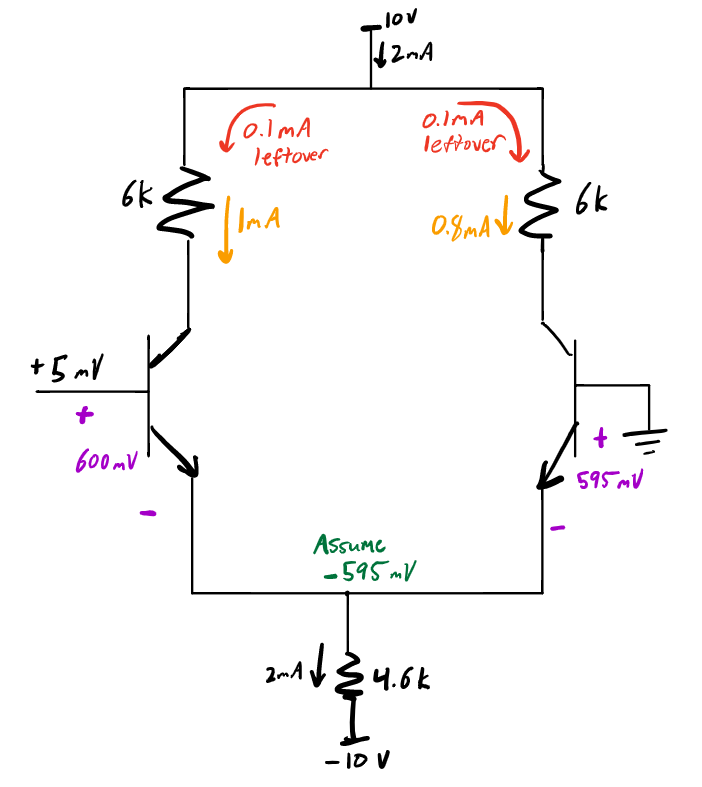 10V
2mA
0.1mA
leftover
0.1mA
leftover
6k
1mA
0.8mA
6k
+5mV
+
600mV
-
+
595mV
-
Assume
-595mV
2mA
4.6k
-10V